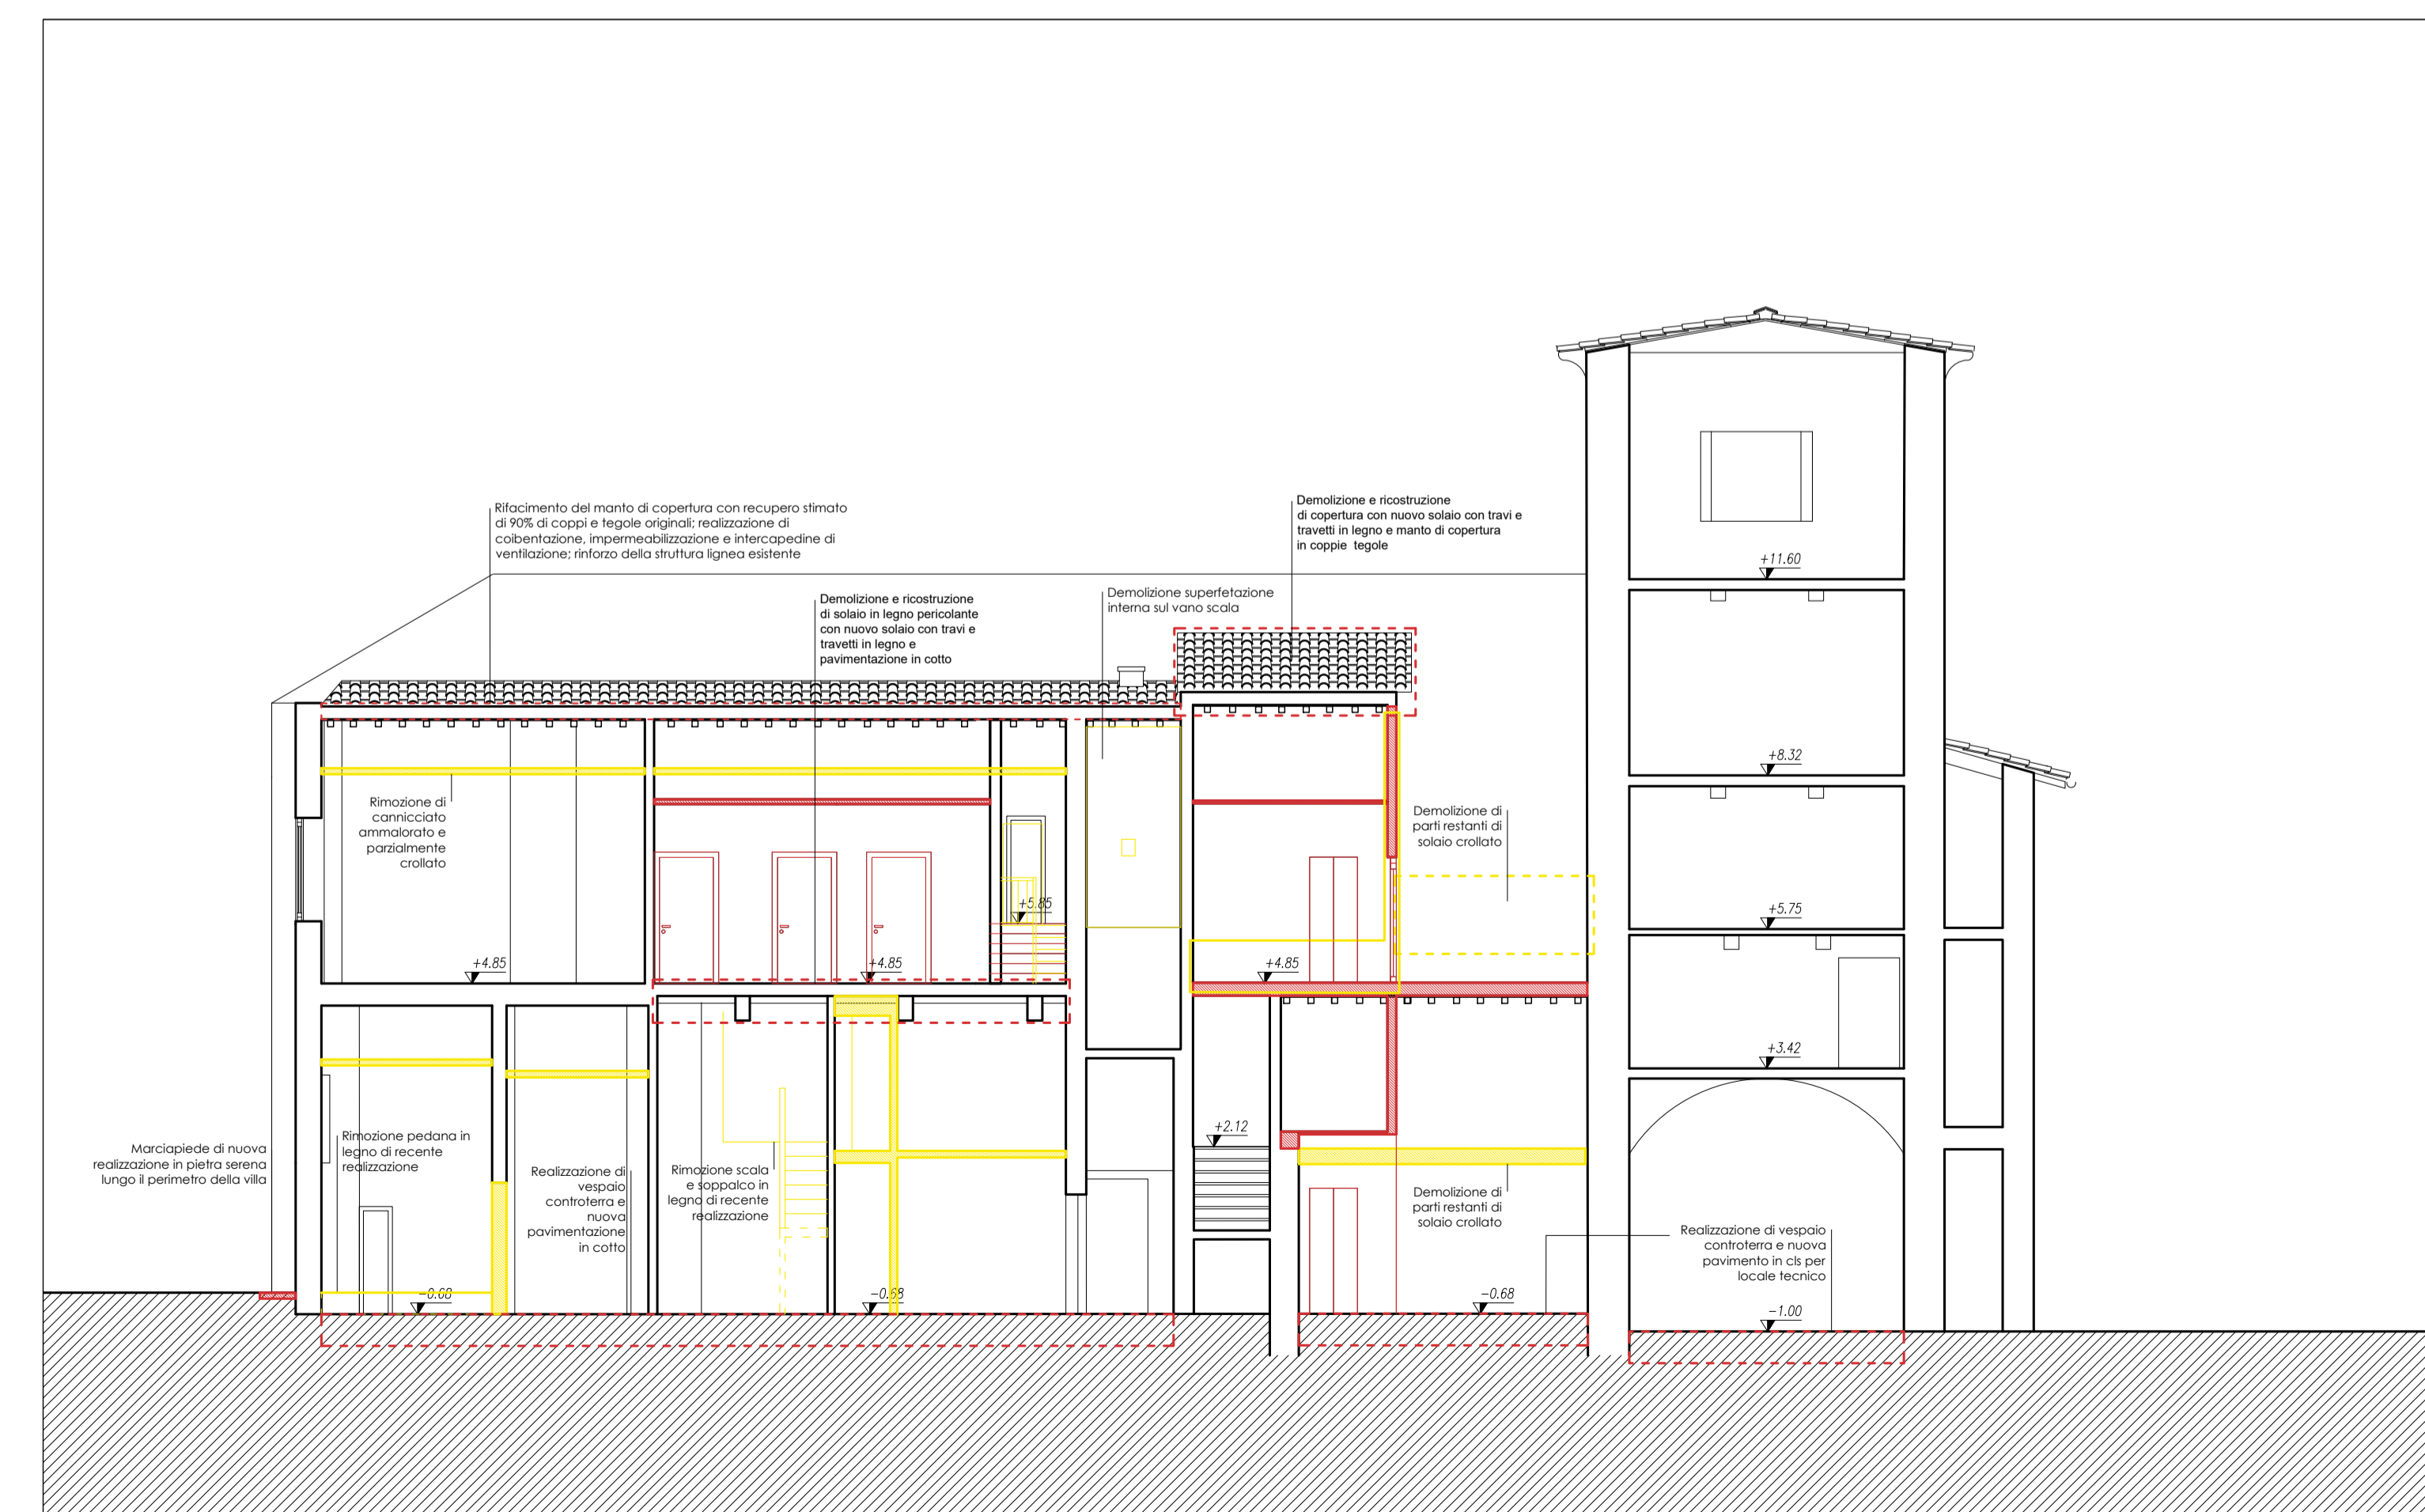 Rifacimento del manto di copertura con recupero stimato
di 90% di coppi e tegole originali; realizzazione di
coibentazione, impermeabilizzazione e intercapedine di
ventilazione; rinforzo della struttura lignea esistente
Demolizione e ricostruzione
di copertura con nuovo solaio con travi e
travetti in legno e manto di copertura
in coppie tegole
Demolizione e ricostruzione
di solaio in legno pericolante
con nuovo solaio con travi e
travetti in legno e
pavimentazione in cotto
Demolizione superfetazione
interna sul vano scala
+11.60
+8.32
+5.75
+3.42
-1.00
Rimozione di
cannicciato
ammalorato e
parzialmente
crollato
Demolizione di
parti restanti di
solaio crollato
+5.85
+4.85
+4.85
+4.85
+2.12
Marciapiede di nuova
realizzazione in pietra serena
lungo il perimetro della villa
Rimozione pedana in
legno di recente
realizzazione
Realizzazione di
vespaio
controterra e
nuova
pavimentazione
in cotto
Rimozione scala
e soppalco in
legno di recente
realizzazione
Demolizione di
parti restanti di
solaio crollato
Realizzazione di vespaio
controterra e nuova
pavimento in cls per
locale tecnico
-0.68
-0.68
-0.68